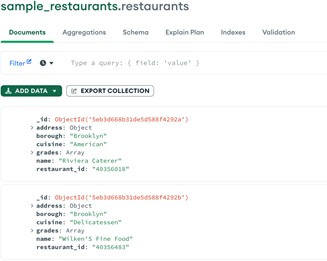 sample_restaurants.restaurants
Documents Aggregations Schema Explain Plan Indexes Validation
Filter Type a query: { field: 'value' }
ADD DATA EXPORT COLLECTION
_id: ObjectId('5eb3d668b31de5d588f4292a')
address: Object
borough: "Brooklyn"
cuisine: "American"
grades: Array
name: "Riviera Caterer"
restaurant_id: "40356018"
_id: ObjectId('5eb3d668b31de5d588f4292b')
address: Object
borough: "Brooklyn"
cuisine: "Delicatessen"
grades: Array
name: "Wilken'S Fine Food"
restaurant_id: "40356483"